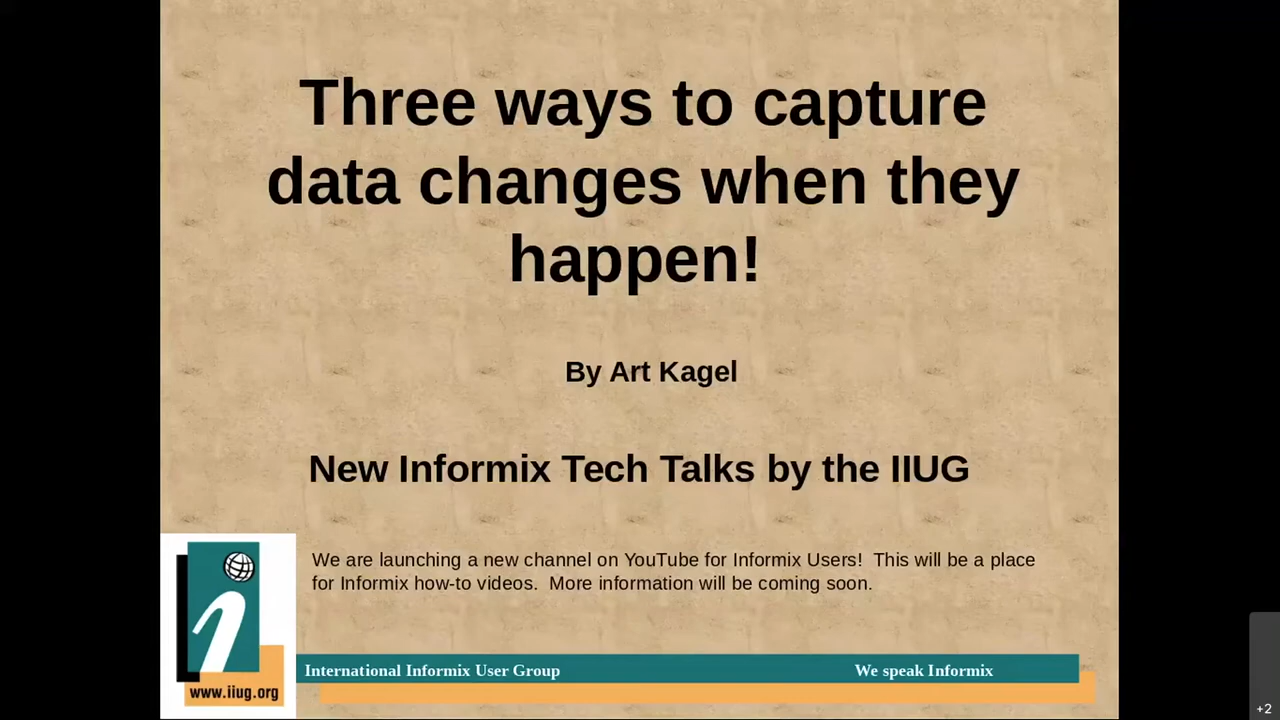 Three ways to capture
data changes when they
happen!
By Art Kagel
New Informix Tech Talks by the IIUG
We are launching a new channel on YouTube for Informix Users!  This will be a place
for Informix how-to videos.  More information will be coming soon.
i
www.iiug.org
International Informix User Group
We speak Informix
+2